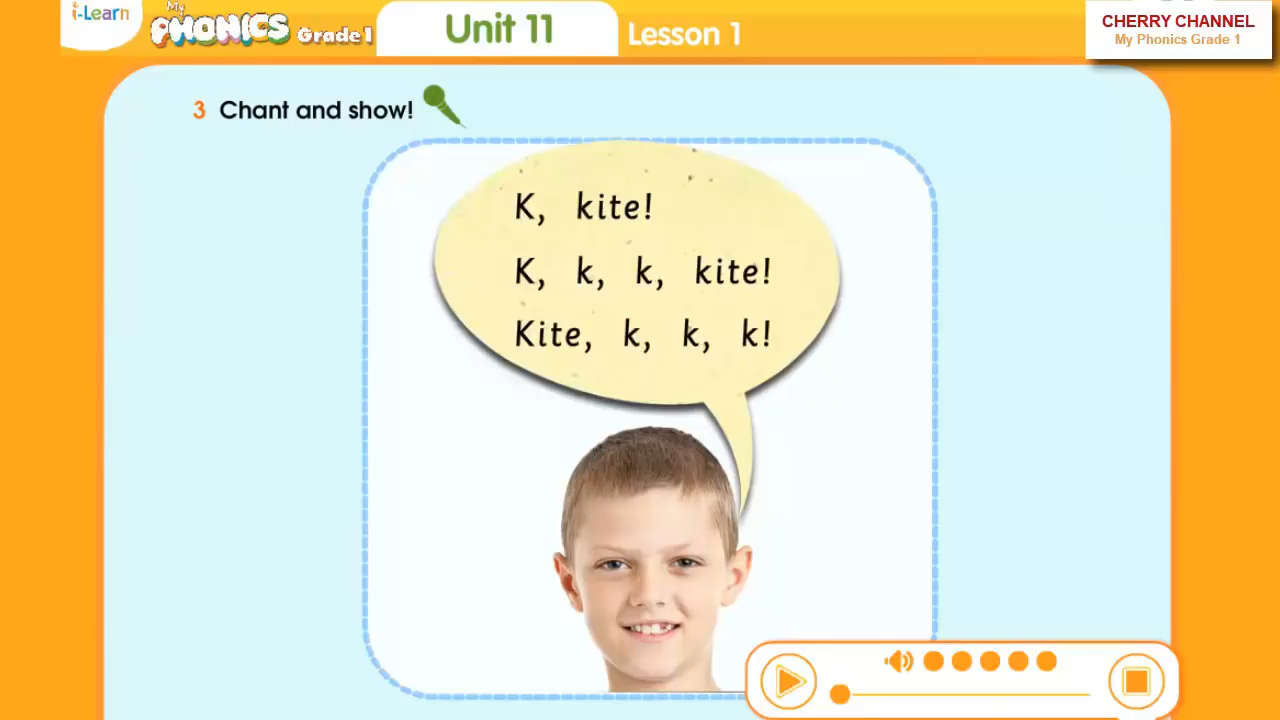 i-Learn
My
PHONICS Grade 1
Unit 11
Lesson 1
CHERRY CHANNEL
My Phonics Grade 1
3 Chant and show!
K, kite!
K, k, k, kite!
Kite, k, k, k!